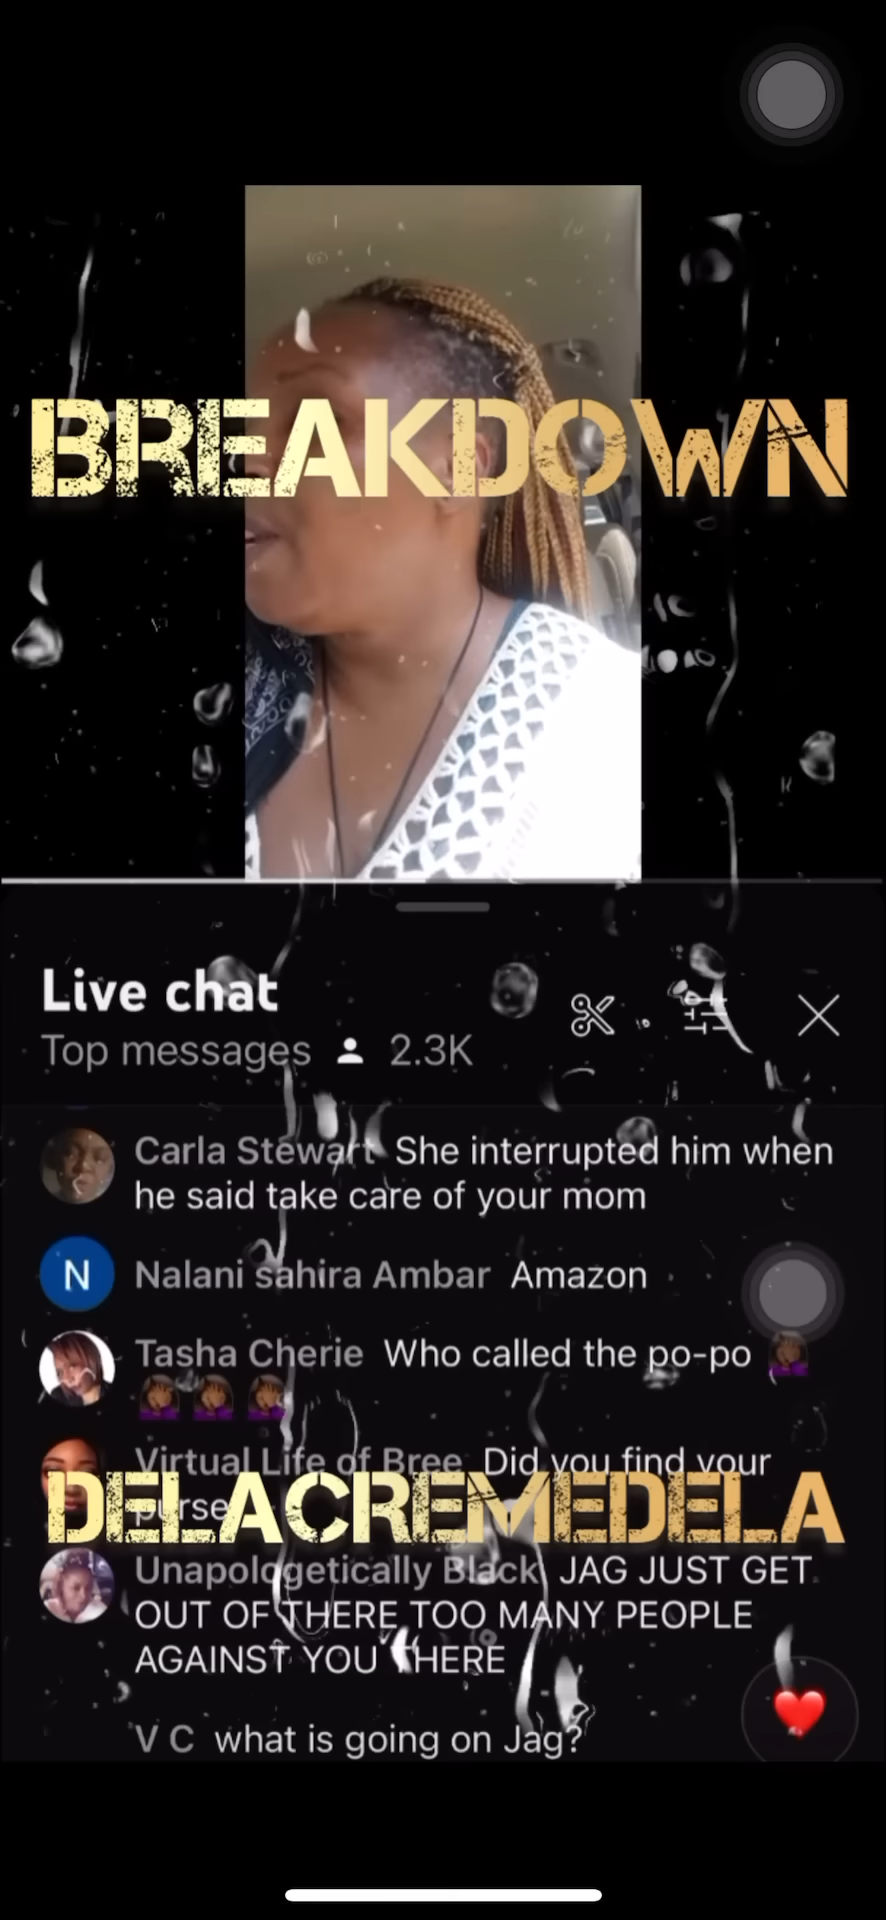 BREAKDOWN
Live chat
Top messages 2.3K
Carla Stewart She interrupted him when
he said take care of your mom
N Nalani sahira Ambar Amazon
Tasha Cherie Who called the po-po 🤦🏾‍♀️
🤦🏾‍♀️🤦🏾‍♀️🤦🏾‍♀️
Virtual Life of Bree Did you find your
purse
DELACREMEDELA
Unapologetically Black JAG JUST GET
OUT OF THERE TOO MANY PEOPLE
AGAINST YOU THERE
V C what is going on Jag?